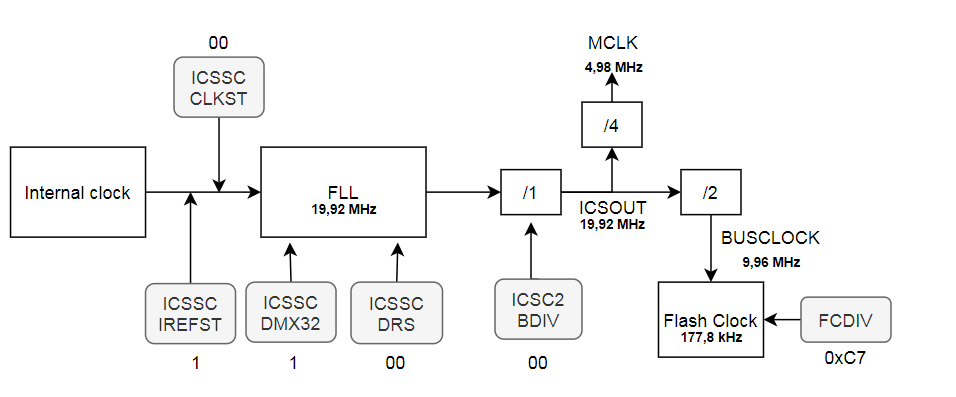 00
ICSSC
CLKST
MCLK
4,98 MHz
/4
Internal clock
FLL
19,92 MHz
/1
ICSOUT
19,92 MHz
/2
BUSCLOCK
9,96 MHz
ICSSC
IREFST
1
ICSSC
DMX32
1
ICSSC
DRS
00
ICSC2
BDIV
00
Flash Clock
177,8 kHz
FCDIV
0xC7